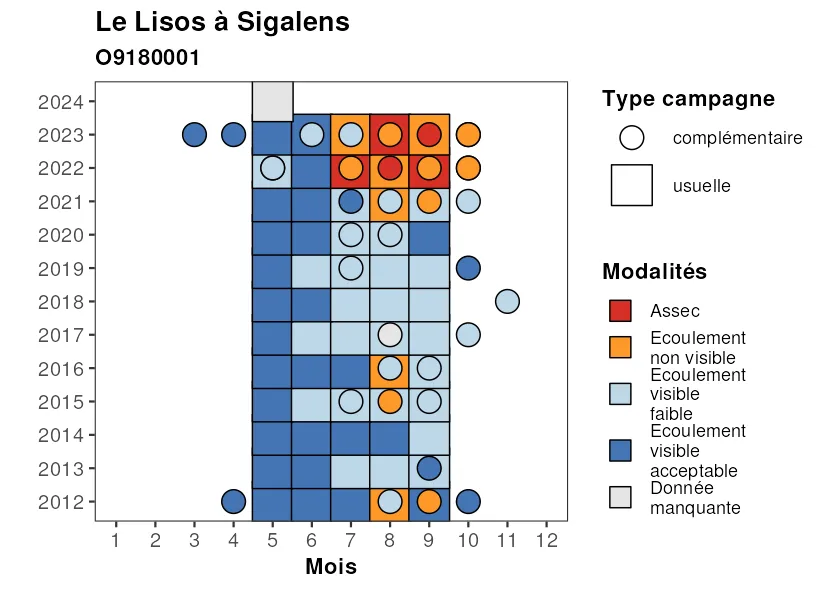 Le Lisos à Sigalens
O9180001
2024
2023
2022
2021
2020
2019
2018
2017
2016
2015
2014
2013
2012
1 2 3 4 5 6 7 8 9 10 11 12
Mois
Type campagne
complémentaire
usuelle
Modalités
Assec
Ecoulement
non visible
Ecoulement
visible
faible
Ecoulement
visible
acceptable
Donnée
manquante